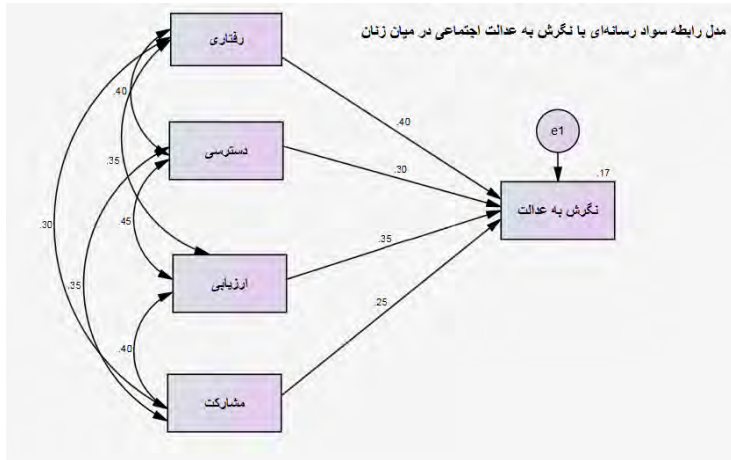 مدل رابطه سواد رسانه‌ای با نگرش به عدالت اجتماعی در میان زنان
رفتاری
.40
دسترسی
.40
e1
.35
.30
.17
نگرش به عدالت
.45
.30
.35
ارزیابی
.35
.25
.40
مشارکت